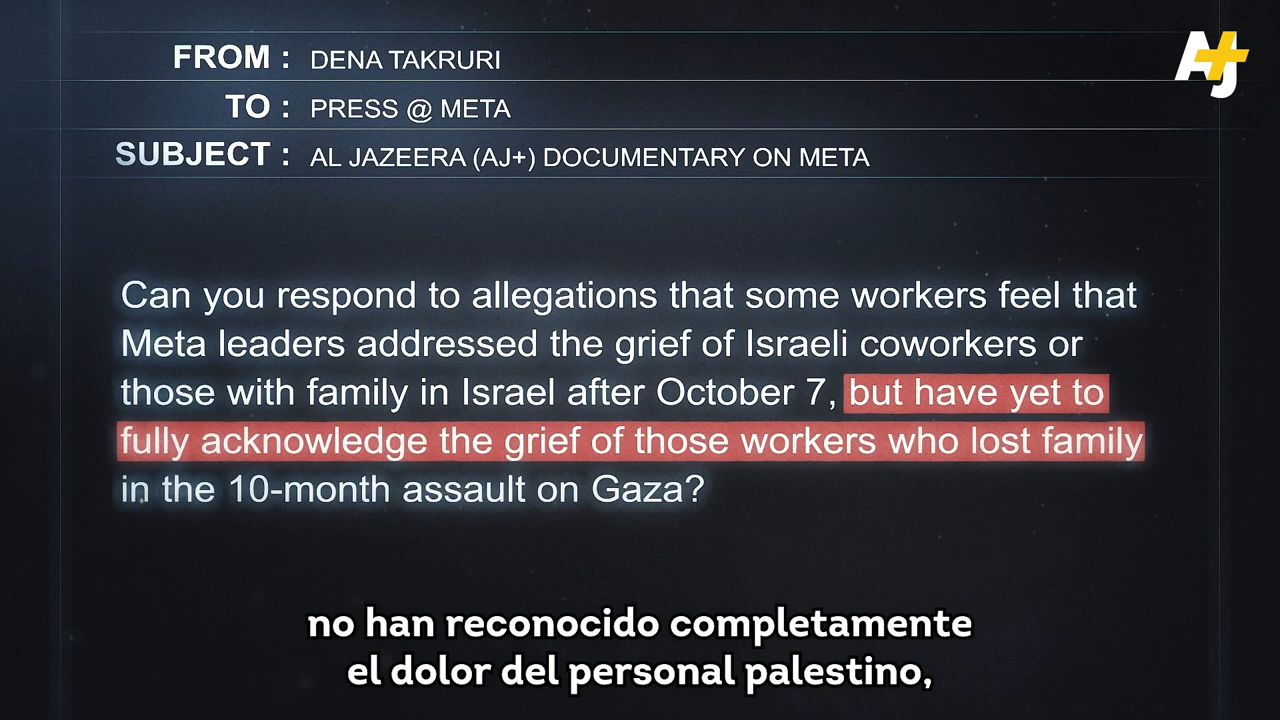 FROM : DENA TAKRURI
TO : PRESS @ META
SUBJECT : AL JAZEERA (AJ+) DOCUMENTARY ON META
AJ+
Can you respond to allegations that some workers feel that
Meta leaders addressed the grief of Israeli coworkers or
those with family in Israel after October 7, but have yet to
fully acknowledge the grief of those workers who lost family
in the 10-month assault on Gaza?
no han reconocido completamente
el dolor del personal palestino,